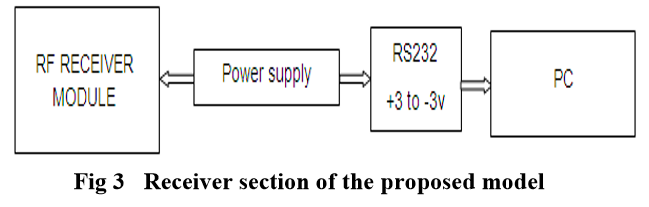 RF RECEIVER
MODULE
Power supply
RS232
+3 to -3v
PC
Fig 3 Receiver section of the proposed model